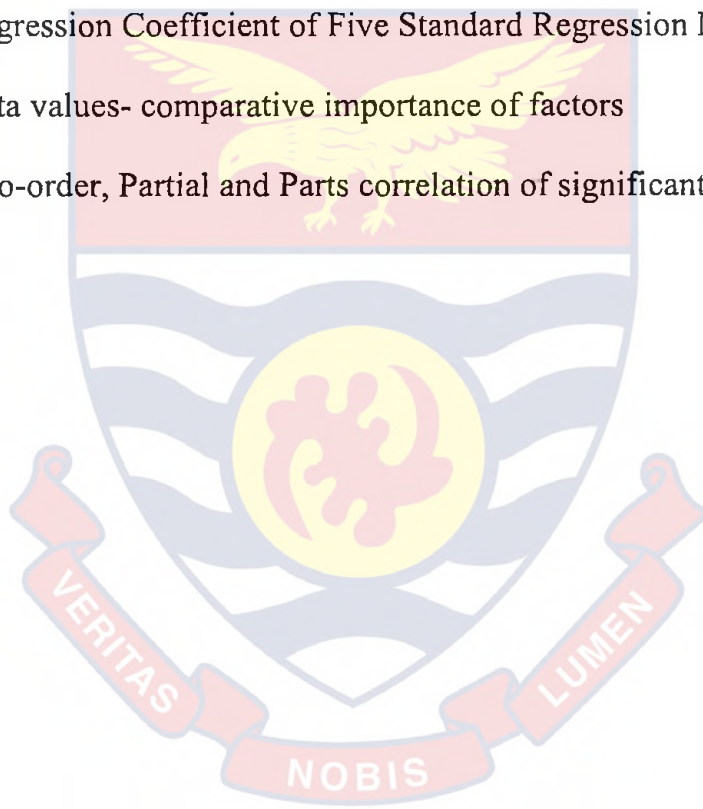 gression Coefficient of Five Standard Regression
ta values- comparative importance of factors
o-order, Partial and Parts correlation of significant
VERITAS
NOBIS
LUMEN